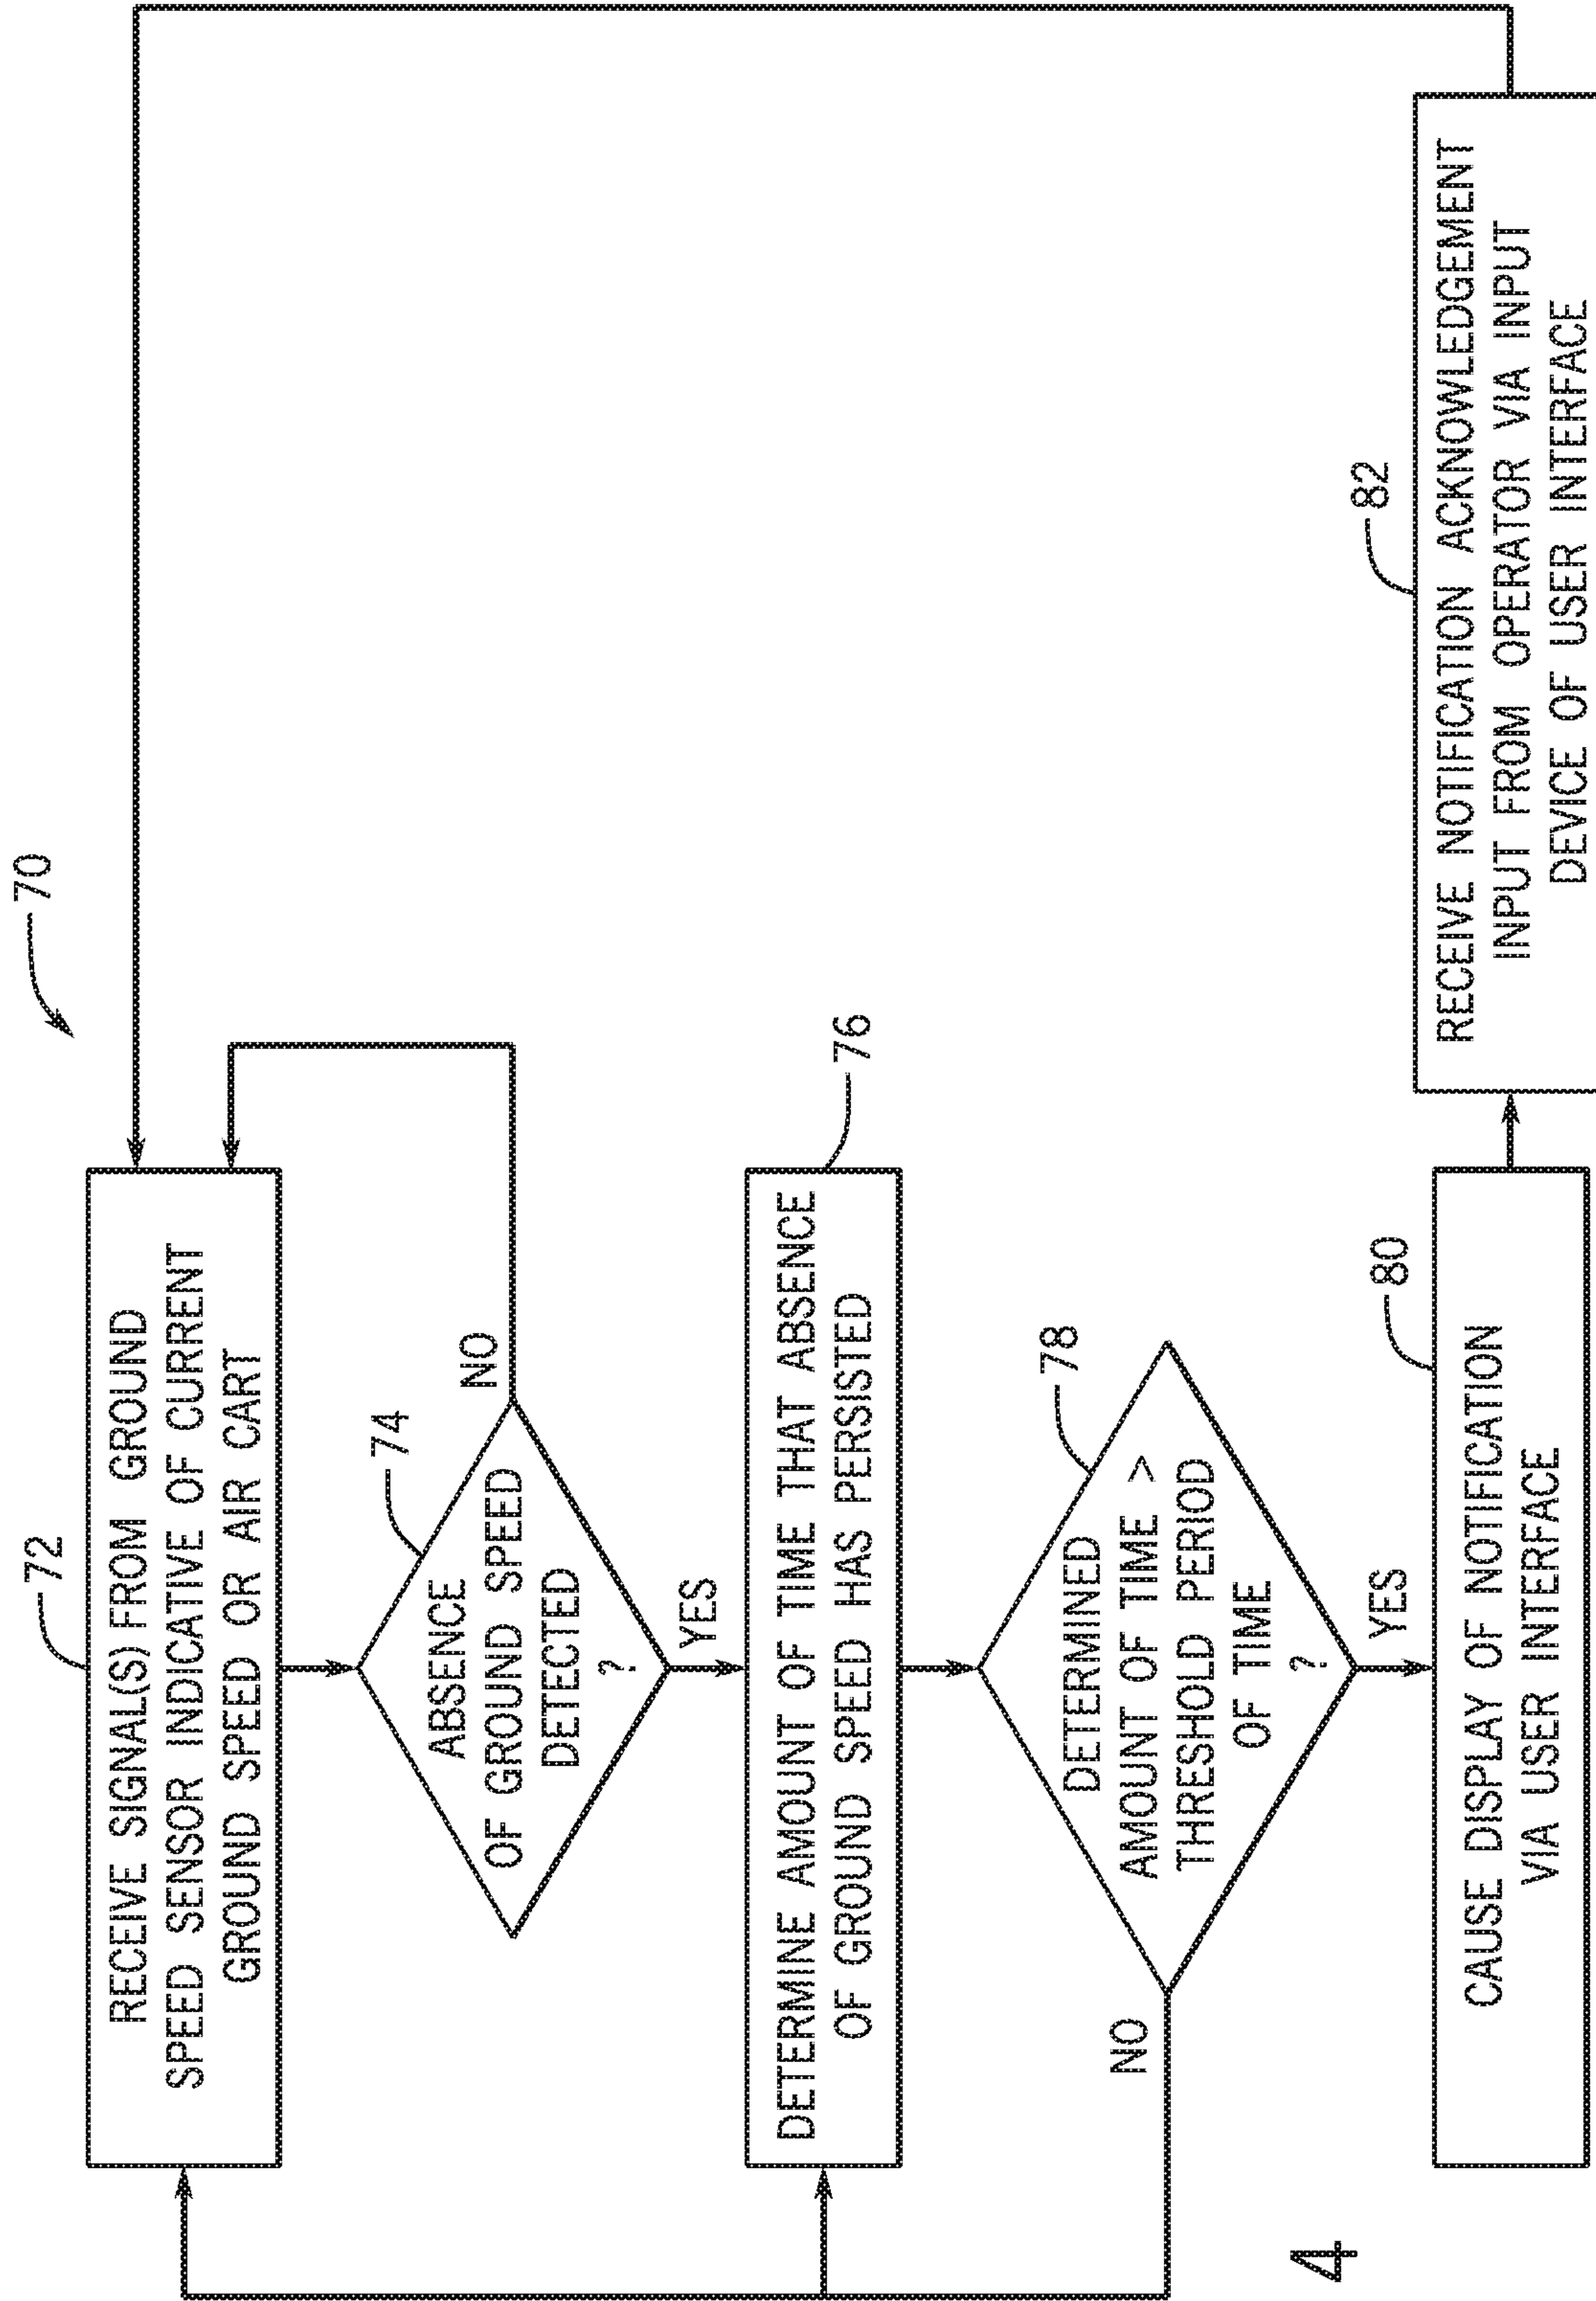 70
72
RECEIVE SIGNAL(S) FROM GROUND
SPEED SENSOR INDICATIVE OF CURRENT
GROUND SPEED OR AIR CART
74
ABSENCE
OF GROUND SPEED
DETECTED
?
NO
YES
76
DETERMINE AMOUNT OF TIME THAT ABSENCE
OF GROUND SPEED HAS PERSISTED
78
DETERMINED
AMOUNT OF TIME >
THRESHOLD PERIOD
OF TIME
?
NO
YES
80
CAUSE DISPLAY OF NOTIFICATION
VIA USER INTERFACE
82
RECEIVE NOTIFICATION ACKNOWLEDGEMENT
INPUT FROM OPERATOR VIA INPUT
DEVICE OF USER INTERFACE
4